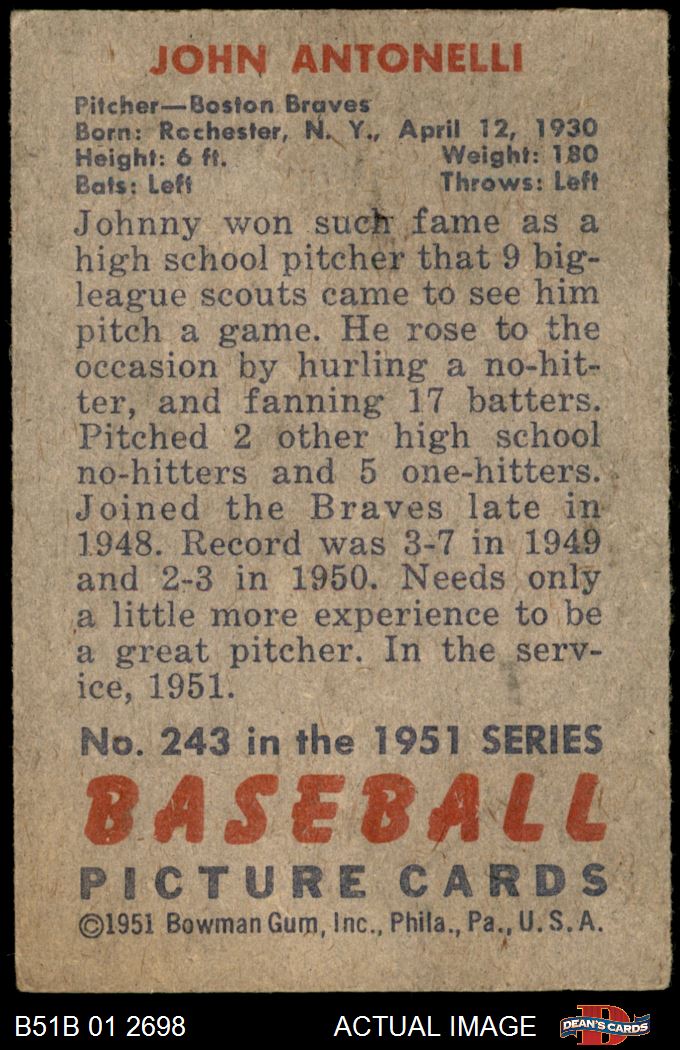 JOHN ANTONELLI
Pitcher—Boston Braves
Born: Rochester, N. Y., April 12, 1930
Height: 6 ft. Weight: 180
Bats: Left Throws: Left
Johnny won such fame as a
high school pitcher that 9 big-
league scouts came to see him
pitch a game. He rose to the
occasion by hurling a no-hit-
ter, and fanning 17 batters.
Pitched 2 other high school
no-hitters and 5 one-hitters.
Joined the Braves late in
1948. Record was 3-7 in 1949
and 2-3 in 1950. Needs only
a little more experience to be
a great pitcher. In the serv-
ice, 1951.
No. 243 in the 1951 SERIES
BASEBALL
PICTURE CARDS
©1951 Bowman Gum, Inc., Phila., Pa., U. S. A.
B51B 01 2698 ACTUAL IMAGE D DEAN'S CARDS